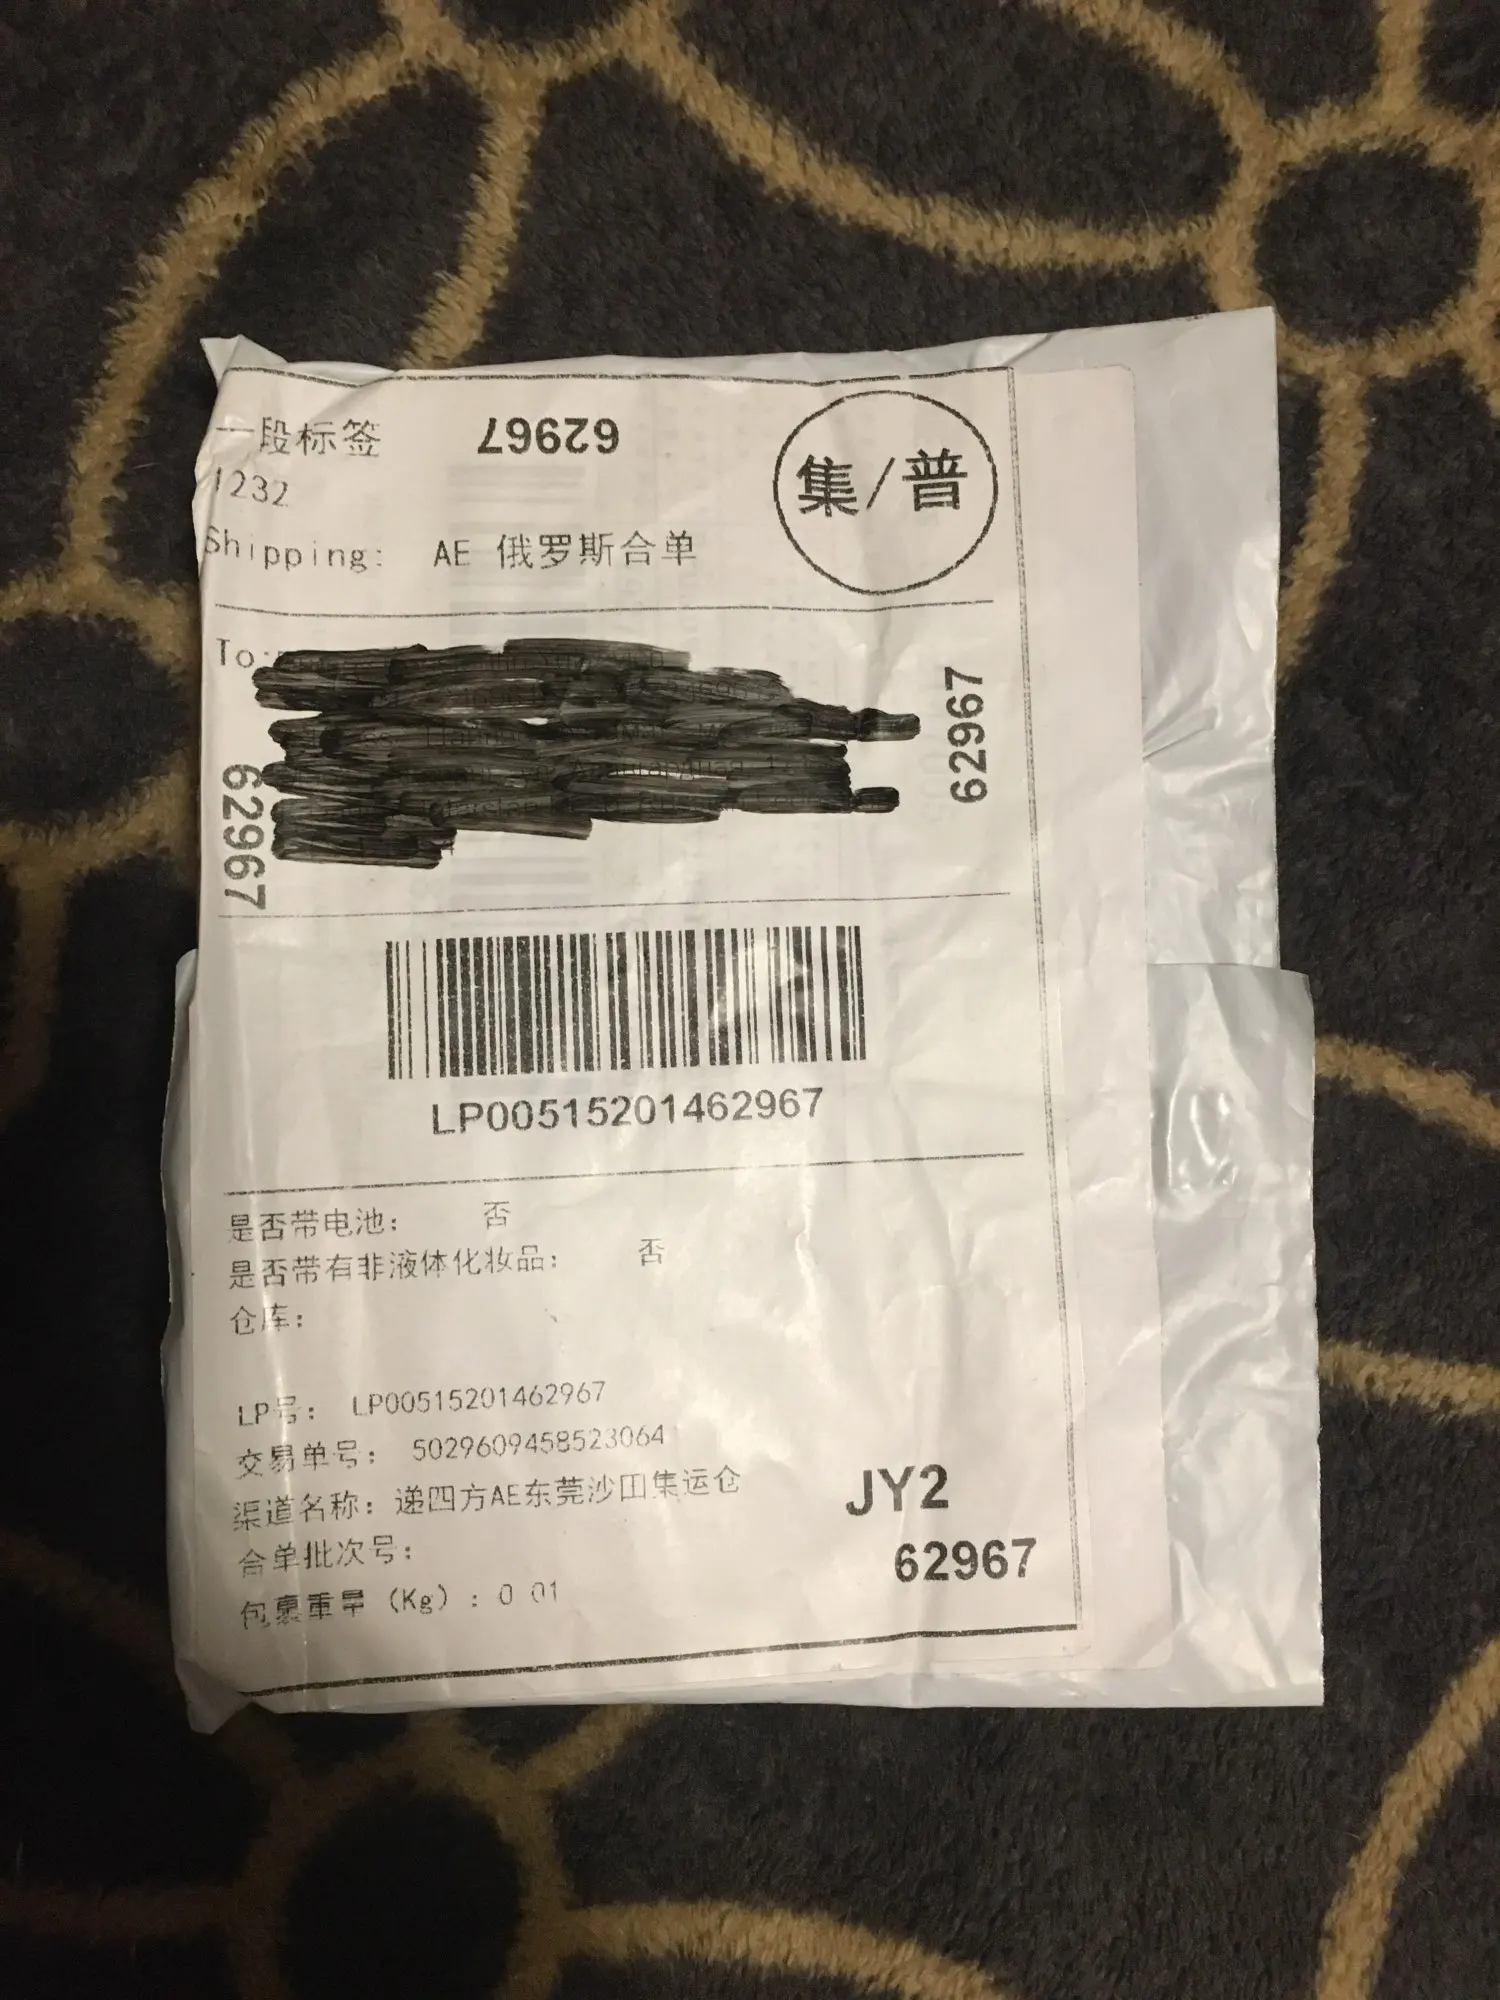 一段标签
62967
集/普
1232
Shipping: AE 俄罗斯合单
To:
62967
62967
LP00515201462967
是否带电池: 否
是否带有非液体化妆品: 否
仓库:
LP号: LP00515201462967
交易单号: 5029609458523064
渠道名称: 递四方AE东莞沙田集运仓
JY2
合单批次号:
62967
包裹重量 (Kg) : 0 01